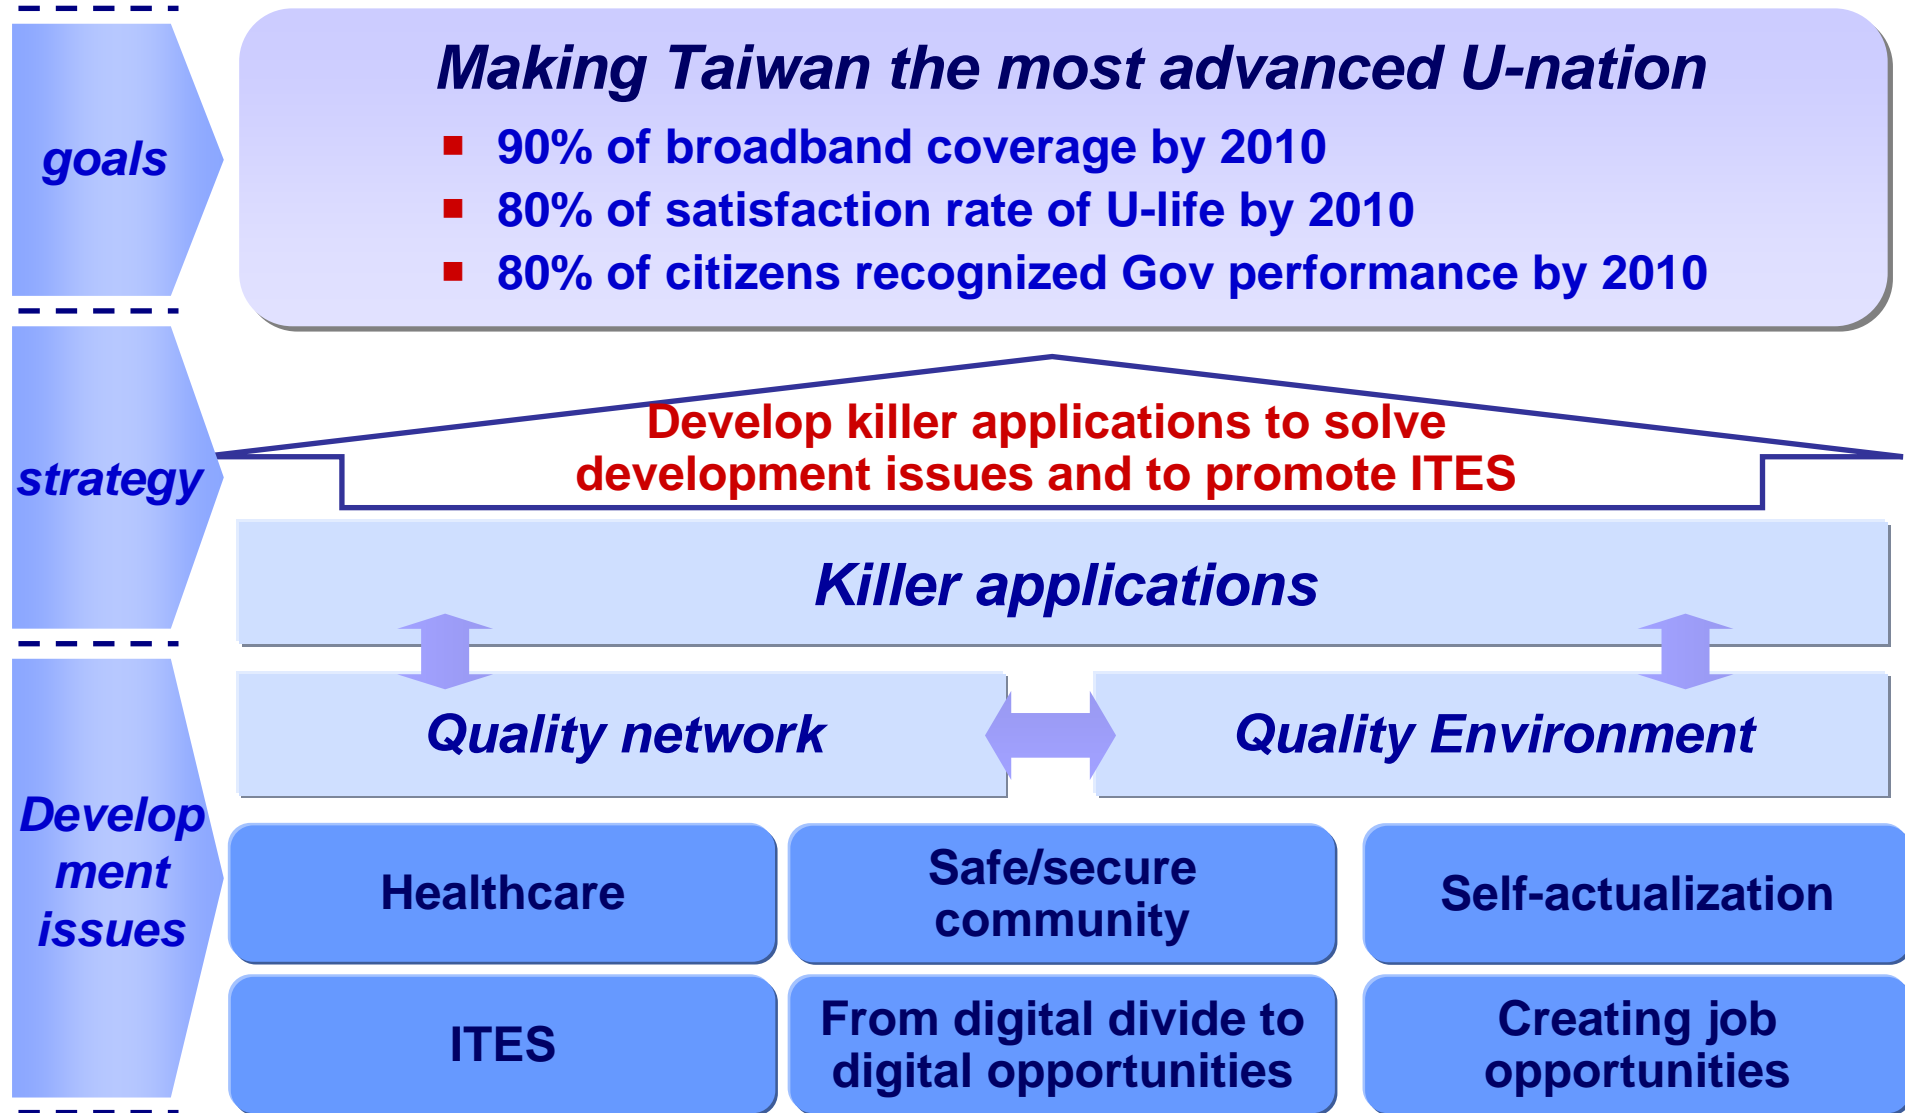 goals
Making Taiwan the most advanced U-nation
90% of broadband coverage by 2010
80% of satisfaction rate of U-life by 2010
80% of citizens recognized Gov performance by 2010
strategy
Develop killer applications to solve
development issues and to promote ITES
Killer applications
Quality network
Quality Environment
Develop
ment
issues
Healthcare
Safe/secure
community
Self-actualization
ITES
From digital divide to
digital opportunities
Creating job
opportunities